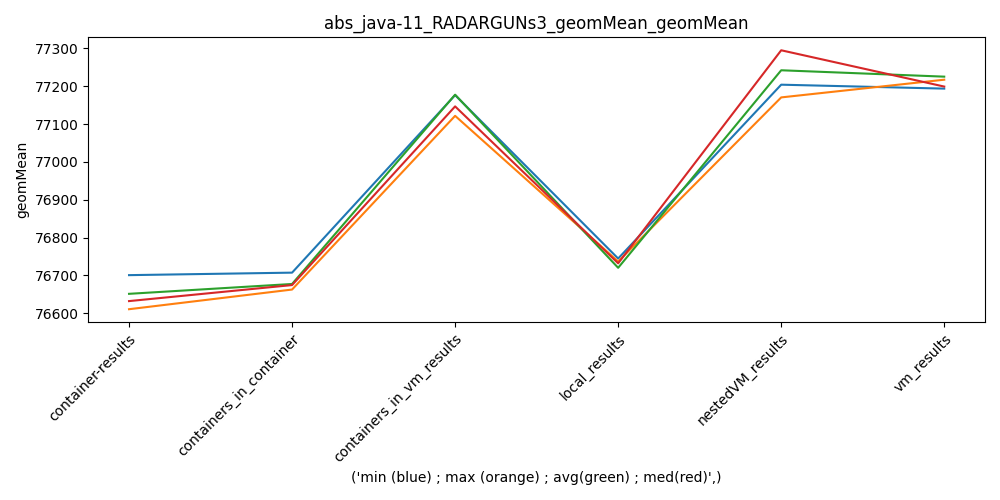 abs_java-11_RADARGUNs3_geomMean_geomMean
77300
77200
77100
77000
76900
76800
76700
76600
geomMean
container-results
containers_in_container
containers_in_vm_results
local_results
nestedVM_results
vm_results
('min (blue) ; max (orange) ; avg(green) ; med(red)',)